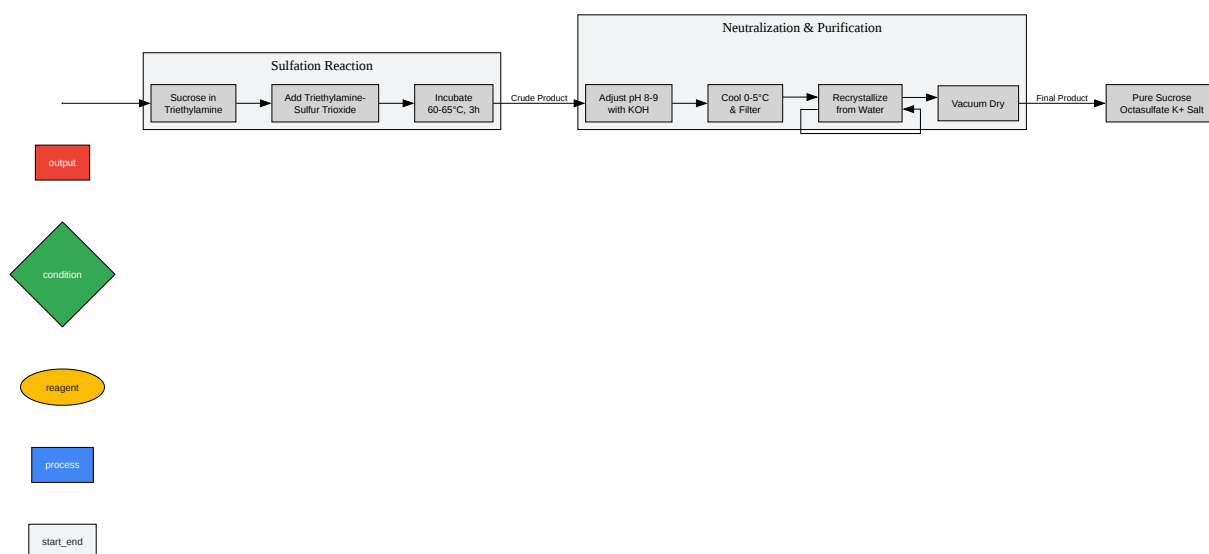 Neutralization & Purification
Sulfation Reaction
Sucrose in
Triethylamine
Add Triethylamine-
Sulfur Trioxide
Incubate
60-65°C, 3h
Crude Product
Adjust pH 8-9
with KOH
Cool 0-5°C
& Filter
Recrystallize
from Water
Vacuum Dry
Final Product
Pure Sucrose
Octasulfate K+ Salt
output
condition
reagent
process
start_end